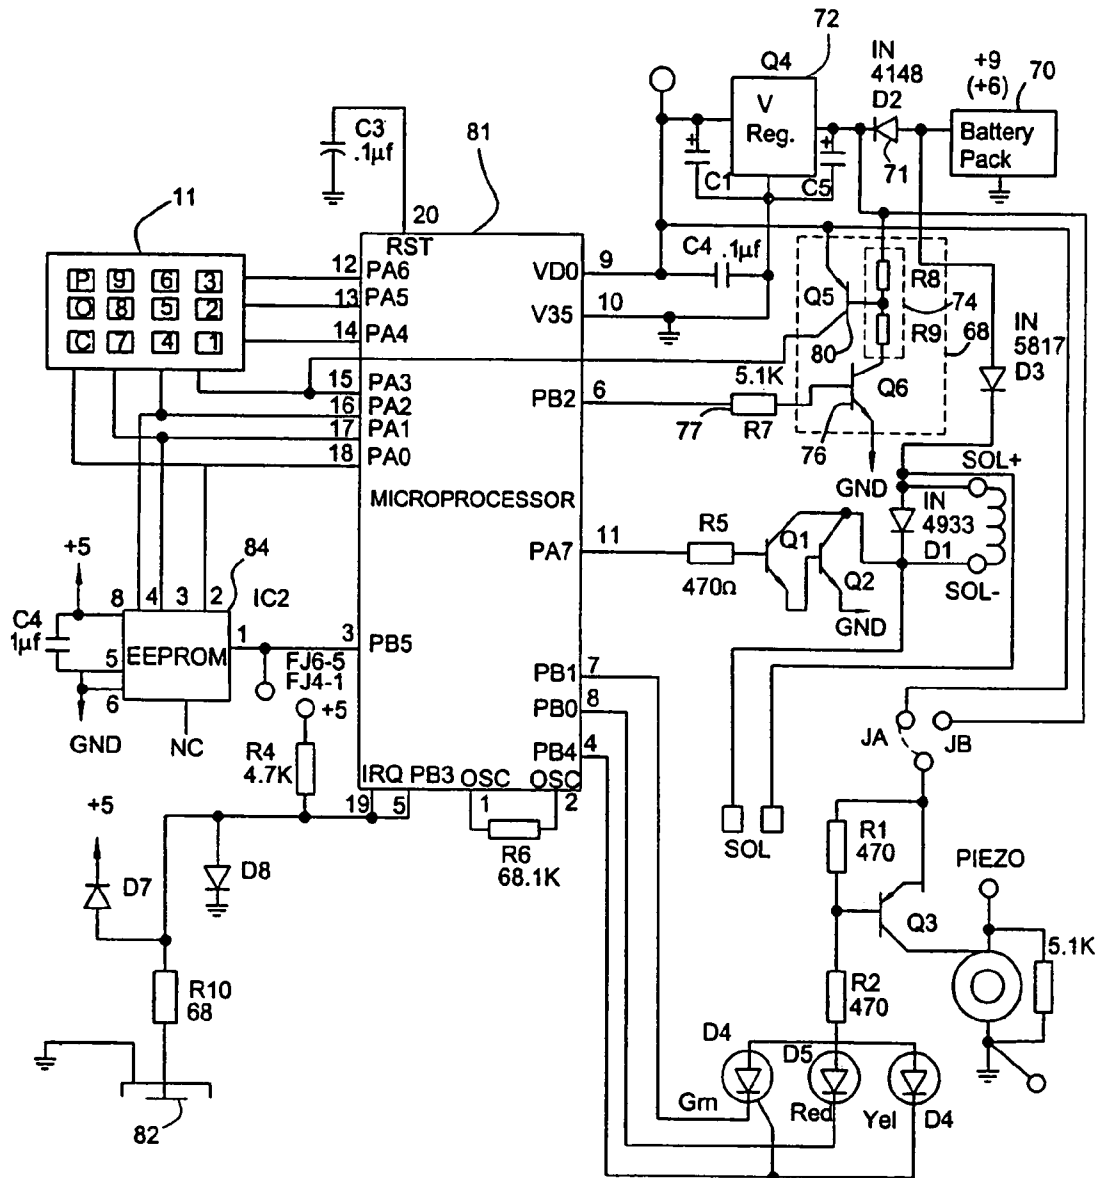 72
Q4
IN
4148
D2
+9
(+6)
70
V
Reg.
Battery
Pack
71
C3
.1µf
81
C1
C5
11
20
RST
C4 .1µf
P 9 6 3
O 8 5 2
C 7 4 1
12 PA6
13 PA5
14 PA4
15 PA3
16 PA2
17 PA1
18 PA0
VD0 9
V35 10
PB2 6
Q5
R8
74
R9
68
80
5.1K
77
R7
Q6
76
GND
IN
5817
D3
SOL+
IN
4933
D1
SOL-
MICROPROCESSOR
PA7 11
R5
470Ω
Q1
Q2
GND
+5
84
8 4 3 2
IC2
C4
1µf
EEPROM
1
5
6
GND
NC
3 PB5
FJ6-5
FJ4-1
+5
R4
4.7K
PB1 7
PB0 8
PB4 4
IRQ PB3 OSC OSC
19 5 1 2
R6
68.1K
JA
JB
SOL
+5
D7
D8
R10
68
82
R1
470
PIEZO
Q3
5.1K
R2
470
D4
D5
Grn
Red
Yel
D4